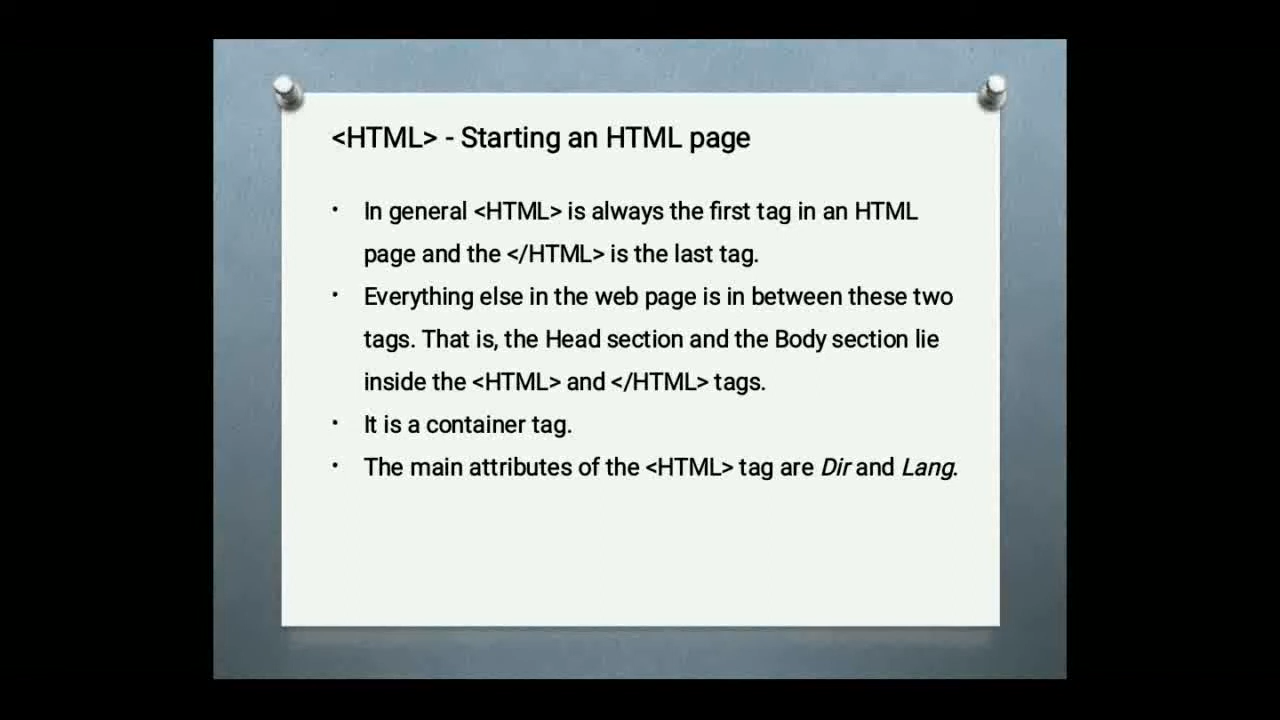 <HTML> - Starting an HTML page
• In general <HTML> is always the first tag in an HTML
page and the </HTML> is the last tag.
• Everything else in the web page is in between these two
tags. That is, the Head section and the Body section lie
inside the <HTML> and </HTML> tags.
• It is a container tag.
• The main attributes of the <HTML> tag are Dir and Lang.